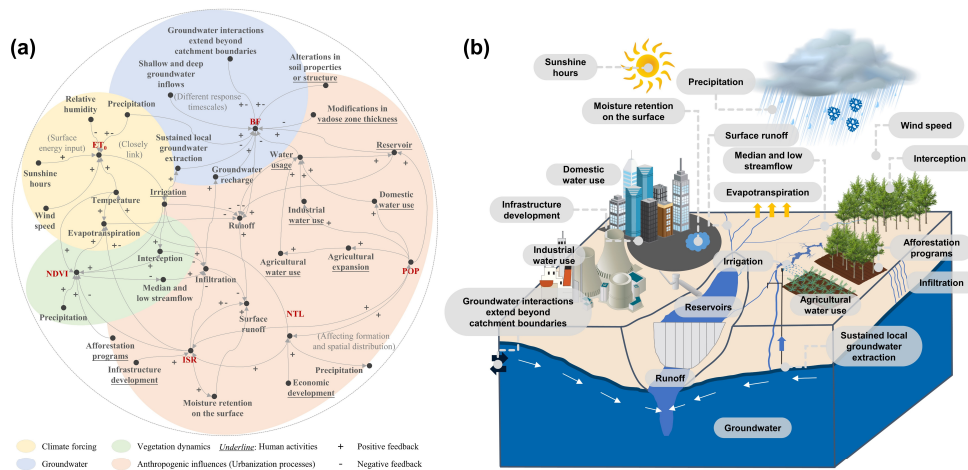 (a)
Groundwater interactions
extend beyond
catchment boundaries
Shallow and deep
groundwater
inflows
Alterations in
soil properties
or structure
(Different response
timescales)
Relative
humidity
Precipitation
Modifications in
vadose zone thickness
BF
(Surface
energy input)
ET0
(Closely
link)
Sustained local
groundwater
extraction
Water
usage
Reservoir
Sunshine
hours
Groundwater
recharge
Irrigation
Domestic
water use
Temperature
Industrial
water use
Wind
speed
Runoff
Evapotranspiration
Interception
Agricultural
water use
Agricultural
expansion
NDVI
POP
Infiltration
Median and
low streamflow
Precipitation
Surface
runoff
NTL
Afforestation
programs
(Affecting formation
and spatial distribution)
ISR
Infrastructure
development
Precipitation
Economic
development
Moisture retention
on the surface
Climate forcing
Vegetation dynamics
Underline: Human activities
+ Positive feedback
Groundwater
Anthropogenic influences (Urbanization processes)
- Negative feedback
(b)
Sunshine
hours
Precipitation
Moisture retention
on the surface
Wind speed
Surface runoff
Median and low
streamflow
Interception
Domestic
water use
Evapotranspiration
Infrastructure
development
Industrial
water use
Irrigation
Afforestation
programs
Infiltration
Groundwater interactions
extend beyond
catchment boundaries
Reservoirs
Agricultural
water use
Sustained local
groundwater
extraction
Runoff
Groundwater